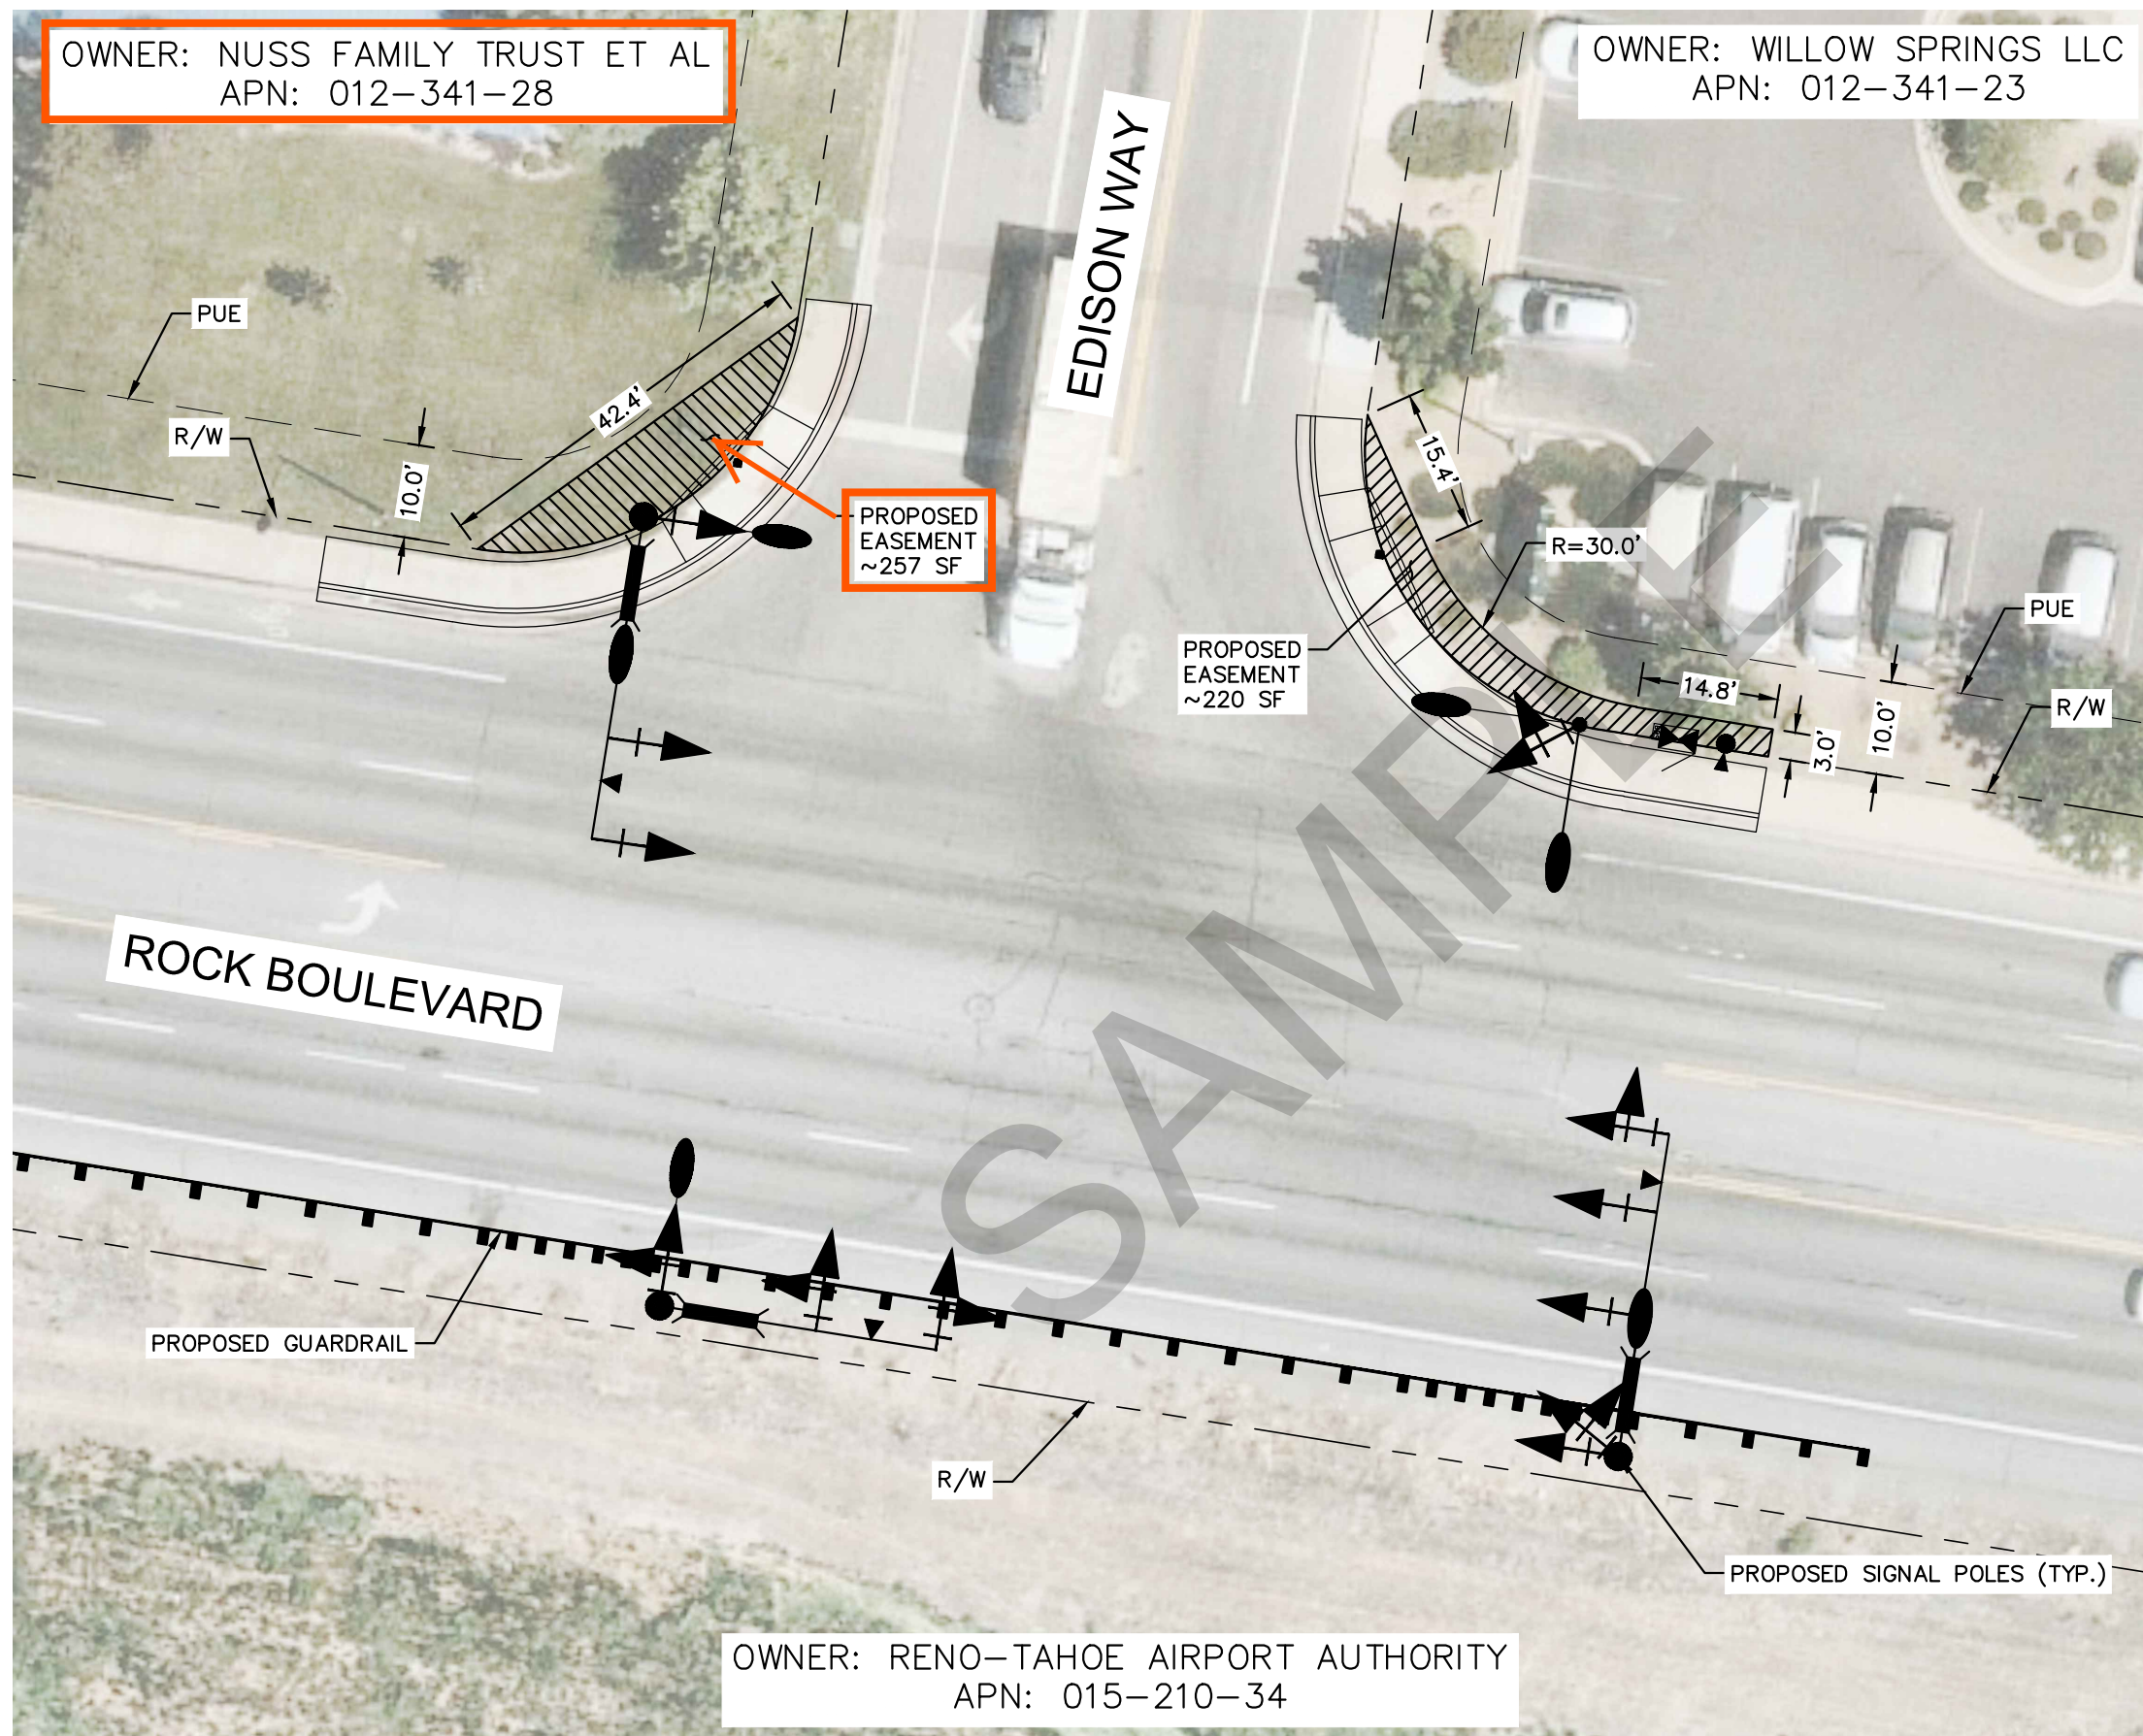 OWNER: NUSS FAMILY TRUST ET AL
APN: 012-341-28
OWNER: WILLOW SPRINGS LLC
APN: 012-341-23
EDISON WAY
PUE
R/W
42.4'
10.0'
PROPOSED
EASEMENT
~257 SF
15.4'
R=30.0'
PROPOSED
EASEMENT
~220 SF
14.8'
3.0'
10.0'
PUE
R/W
ROCK BOULEVARD
SAMPLE
PROPOSED GUARDRAIL
R/W
PROPOSED SIGNAL POLES (TYP.)
OWNER: RENO-TAHOE AIRPORT AUTHORITY
APN: 015-210-34